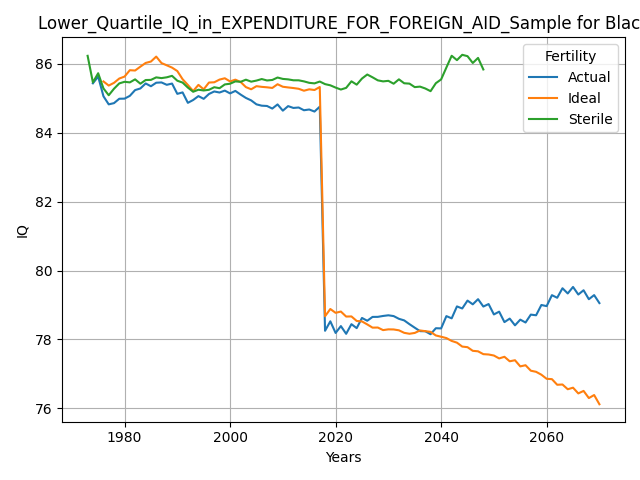 Lower_Quartile_IQ_in_EXPENDITURE_FOR_FOREIGN_AID_Sample for Blac
Fertility
Actual
Ideal
Sterile
86
84
82
80
78
76
IQ
1980
2000
2020
2040
2060
Years